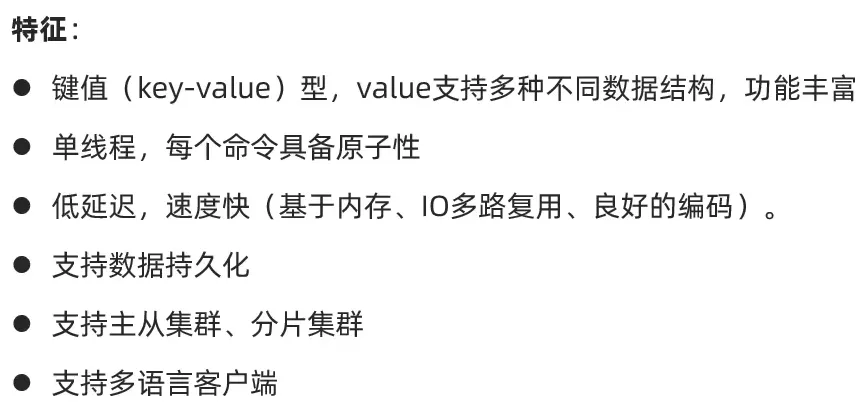 特征：
● 键值（key-value）型，value支持多种不同数据结构，功能丰富
● 单线程，每个命令具备原子性
● 低延迟，速度快（基于内存、IO多路复用、良好的编码）。
● 支持数据持久化
● 支持主从集群、分片集群
● 支持多语言客户端